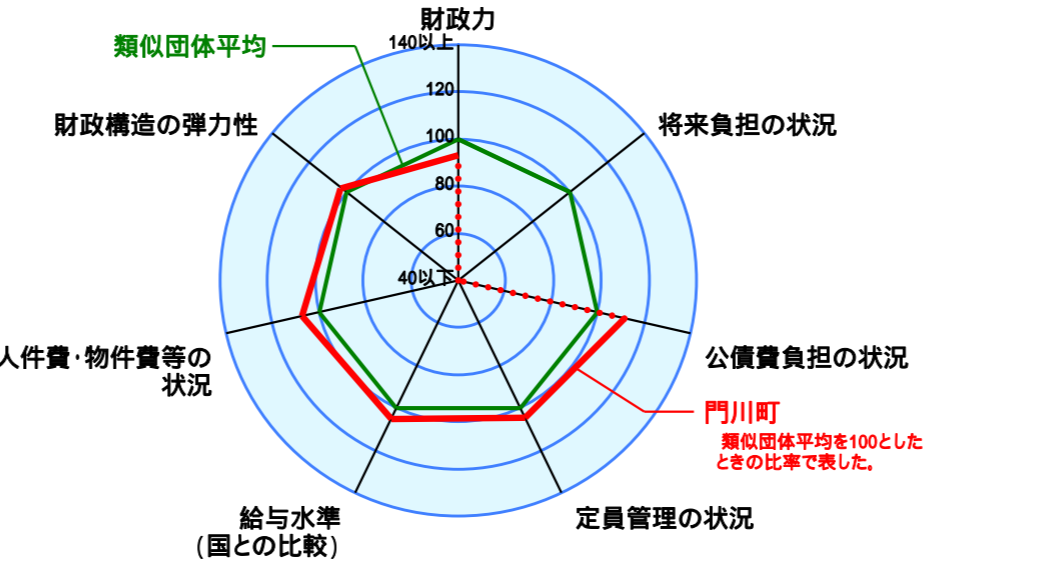 財政力
類似団体平均
140以上
120
100
80
60
40以下
財政構造の弾力性
将来負担の状況
人件費・物件費等の
状況
公債費負担の状況
門川町
類似団体平均を100とした
ときの比率で表した。
給与水準
(国との比較)
定員管理の状況